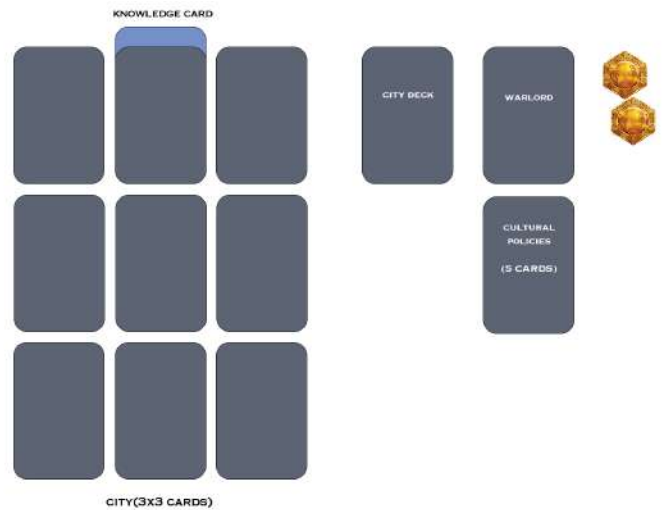 KNOWLEDGE CARD
CITY DECK
WARLORD
CULTURAL
POLICIES
(5 CARDS)
CITY(3X3 CARDS)